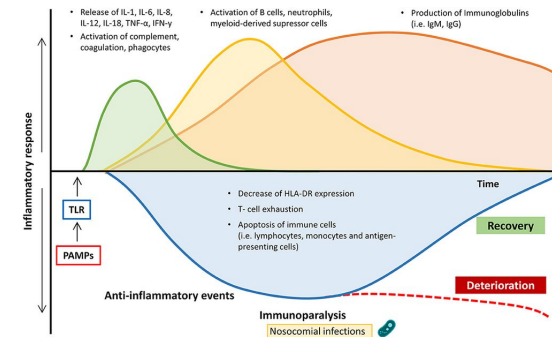 • Release of IL-1, IL-6, IL-8,
IL-12, IL-18, TNF-α, IFN-γ
• Activation of complement,
coagulation, phagocytes
• Activation of B cells, neutrophils,
myeloid-derived supressor cells
• Production of Immunoglobulins
(i.e. IgM, IgG)
Inflammatory response
Time
TLR
PAMPs
• Decrease of HLA-DR expression
• T- cell exhaustion
• Apoptosis of immune cells
(i.e. lymphocytes, monocytes and antigen-
presenting cells)
Recovery
Deterioration
Anti-inflammatory events
Immunoparalysis
Nosocomial infections